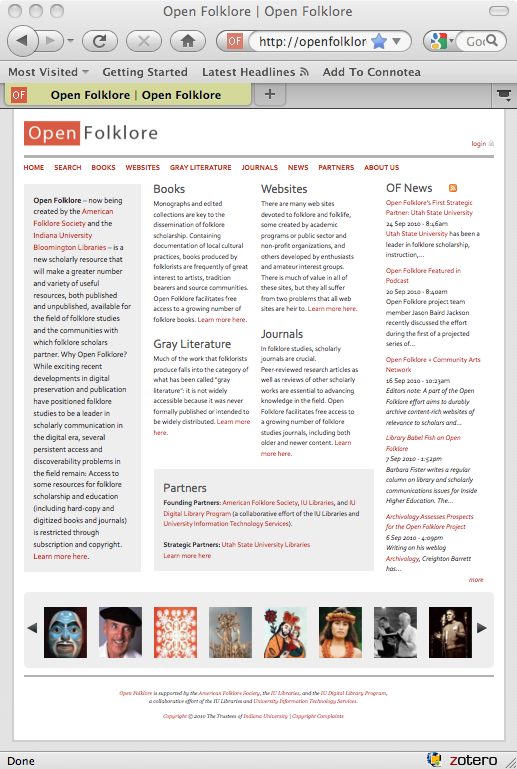 Open Folklore | Open Folklore
OF http://openfolklor
Most Visited Getting Started Latest Headlines Add To Connotea
OF Open Folklore | Open Folklore +
Open Folklore
login
HOME SEARCH BOOKS WEBSITES GRAY LITERATURE JOURNALS NEWS PARTNERS ABOUT US
Open Folklore – now being
created by the American
Folklore Society and the
Indiana University
Bloomington Libraries – is a
new scholarly resource that
will make a greater number
and variety of useful
resources, both published
and unpublished, available for
the field of folklore studies
and the communities with
which folklore scholars
partner. Why Open Folklore?
While exciting recent
developments in digital
preservation and publication
have positioned folklore
studies to be a leader in
scholarly communication in
the digital era, several
persistent access and
discoverability problems in
the field remain: Access to
some resources for folklore
scholarship and education
(including hard-copy and
digitized books and journals)
is restricted through
subscription and copyright.
Learn more here.
Books
Monographs and edited
collections are key to the
dissemination of folklore
scholarship. Containing
documentation of local cultural
practices, books produced by
folklorists are frequently of great
interest to artists, tradition
bearers and source communities.
Open Folklore facilitates free
access to a growing number of
folklore books. Learn more here.
Gray Literature
Much of the work that folklorists
produce falls into the category of
what has been called "gray
literature": it is not widely
accessible because it was never
formally published or intended to
be widely distributed. Learn more
here.
Websites
There are many web sites
devoted to folklore and folklife,
some created by academic
programs or public sector and
non-profit organizations, and
others developed by enthusiasts
and amateur interest groups.
There is much of value in all of
these sites, but they all suffer
from two problems that all web
sites are heir to. Learn more here.
Journals
In folklore studies, scholarly
journals are crucial.
Peer-reviewed research articles as
well as reviews of other scholarly
works are essential to advancing
knowledge in the field. Open
Folklore facilitates free access to
a growing number of folklore
studies journals, including both
older and newer content. Learn
more here.
Partners
Founding Partners: American Folklore Society, IU Libraries, and IU
Digital Library Program (a collaborative effort of the IU Libraries and
University Information Technology Services).
Strategic Partners: Utah State University Libraries
Learn more here
OF News
Open Folklore's First Strategic
Partner: Utah State University
24 Sep 2010 - 8:46am
Utah State University has been a
leader in folklore scholarship,
instruction,...
Open Folklore Featured in
Podcast
20 Sep 2010 - 8:40am
Open Folklore project team
member Jason Baird Jackson
recently discussed the effort
during the first of a projected
series of...
Open Folklore + Community Arts
Network
16 Sep 2010 - 10:23am
Editors note: A part of the Open
Folklore effort aims to durably
archive content-rich websites of
relevance to scholars and...
Library Babel Fish on Open
Folklore
7 Sep 2010 - 1:52pm
Barbara Fister writes a regular
column on library and scholarly
communications issues for Inside
Higher Education. The...
Archivology Assesses Prospects
for the Open Folklore Project
6 Sep 2010 - 4:09pm
Writing on his weblog
Archivology, Creighton Barrett
has...
more
Open Folklore is supported by the American Folklore Society, the IU Libraries, and the IU Digital Library Program,
a collaborative effort of the IU Libraries and University Information Technology Services.
Copyright © 2010 The Trustees of Indiana University | Copyright Complaints
Done zotero